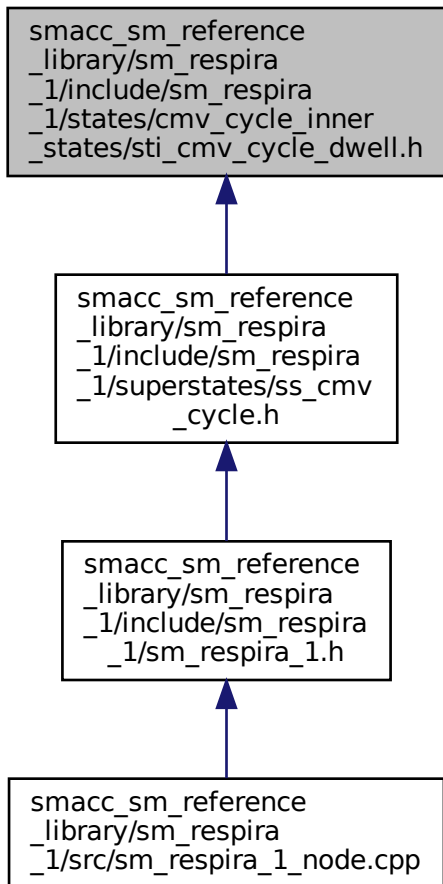 smacc_sm_reference
_library/sm_respira
_1/include/sm_respira
_1/states/cmv_cycle_inner
_states/sti_cmv_cycle_dwell.h
smacc_sm_reference
_library/sm_respira
_1/include/sm_respira
_1/superstates/ss_cmv
_cycle.h
smacc_sm_reference
_library/sm_respira
_1/include/sm_respira
_1/sm_respira_1.h
smacc_sm_reference
_library/sm_respira
_1/src/sm_respira_1_node.cpp